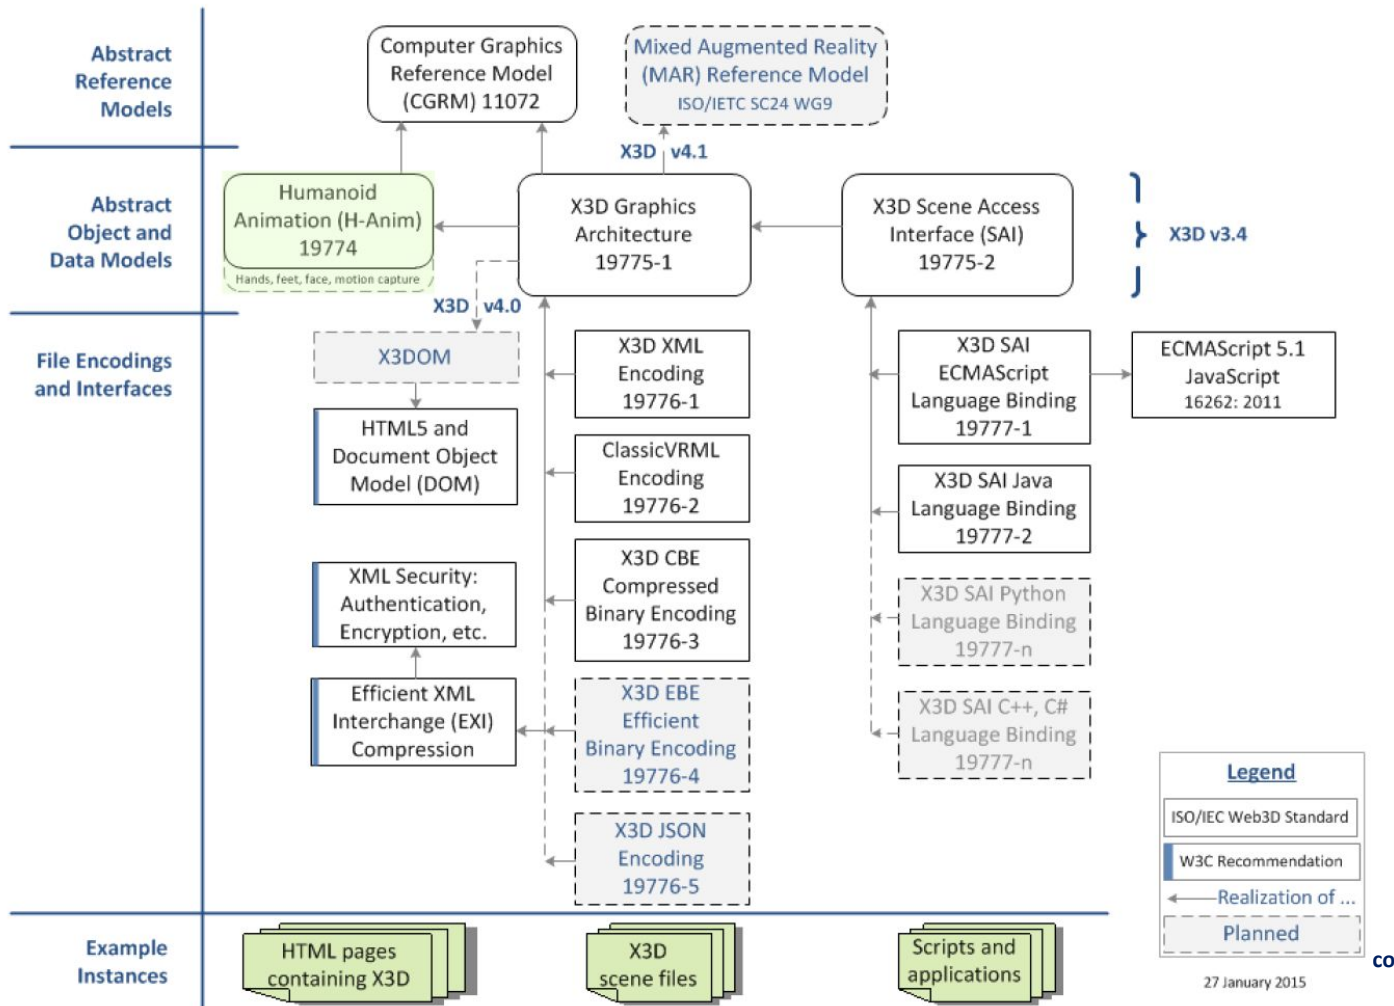 Abstract
Reference
Models
Computer Graphics
Reference Model
(CGRM) 11072
Mixed Augmented Reality
(MAR) Reference Model
ISO/IETC SC24 WG9
X3D v4.1
Abstract
Object and
Data Models
Humanoid
Animation (H-Anim)
19774
Hands, feet, face, motion capture
X3D Graphics
Architecture
19775-1
X3D Scene Access
Interface (SAI)
19775-2
X3D v3.4
X3D v4.0
File Encodings
and Interfaces
X3DOM
HTML5 and
Document Object
Model (DOM)
XML Security:
Authentication,
Encryption, etc.
Efficient XML
Interchange (EXI)
Compression
X3D XML
Encoding
19776-1
ClassicVRML
Encoding
19776-2
X3D CBE
Compressed
Binary Encoding
19776-3
X3D EBE
Efficient
Binary Encoding
19776-4
X3D JSON
Encoding
19776-5
X3D SAI
ECMAScript
Language Binding
19777-1
X3D SAI Java
Language Binding
19777-2
X3D SAI Python
Language Binding
19777-n
X3D SAI C++, C#
Language Binding
19777-n
ECMAScript 5.1
JavaScript
16262: 2011
Legend
ISO/IEC Web3D Standard
W3C Recommendation
Realization of ...
Planned
27 January 2015
co
Example
Instances
HTML pages
containing X3D
X3D
scene files
Scripts and
applications